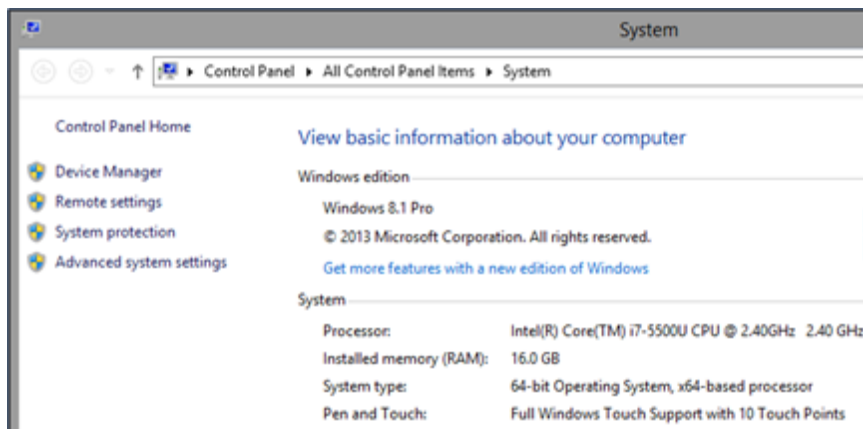 System
Control Panel ▸ All Control Panel Items ▸ System
Control Panel Home
Device Manager
Remote settings
System protection
Advanced system settings
View basic information about your computer
Windows edition
Windows 8.1 Pro
© 2013 Microsoft Corporation. All rights reserved.
Get more features with a new edition of Windows
System
Processor: Intel(R) Core(TM) i7-5500U CPU @ 2.40GHz 2.40 GHz
Installed memory (RAM): 16.0 GB
System type: 64-bit Operating System, x64-based processor
Pen and Touch: Full Windows Touch Support with 10 Touch Points